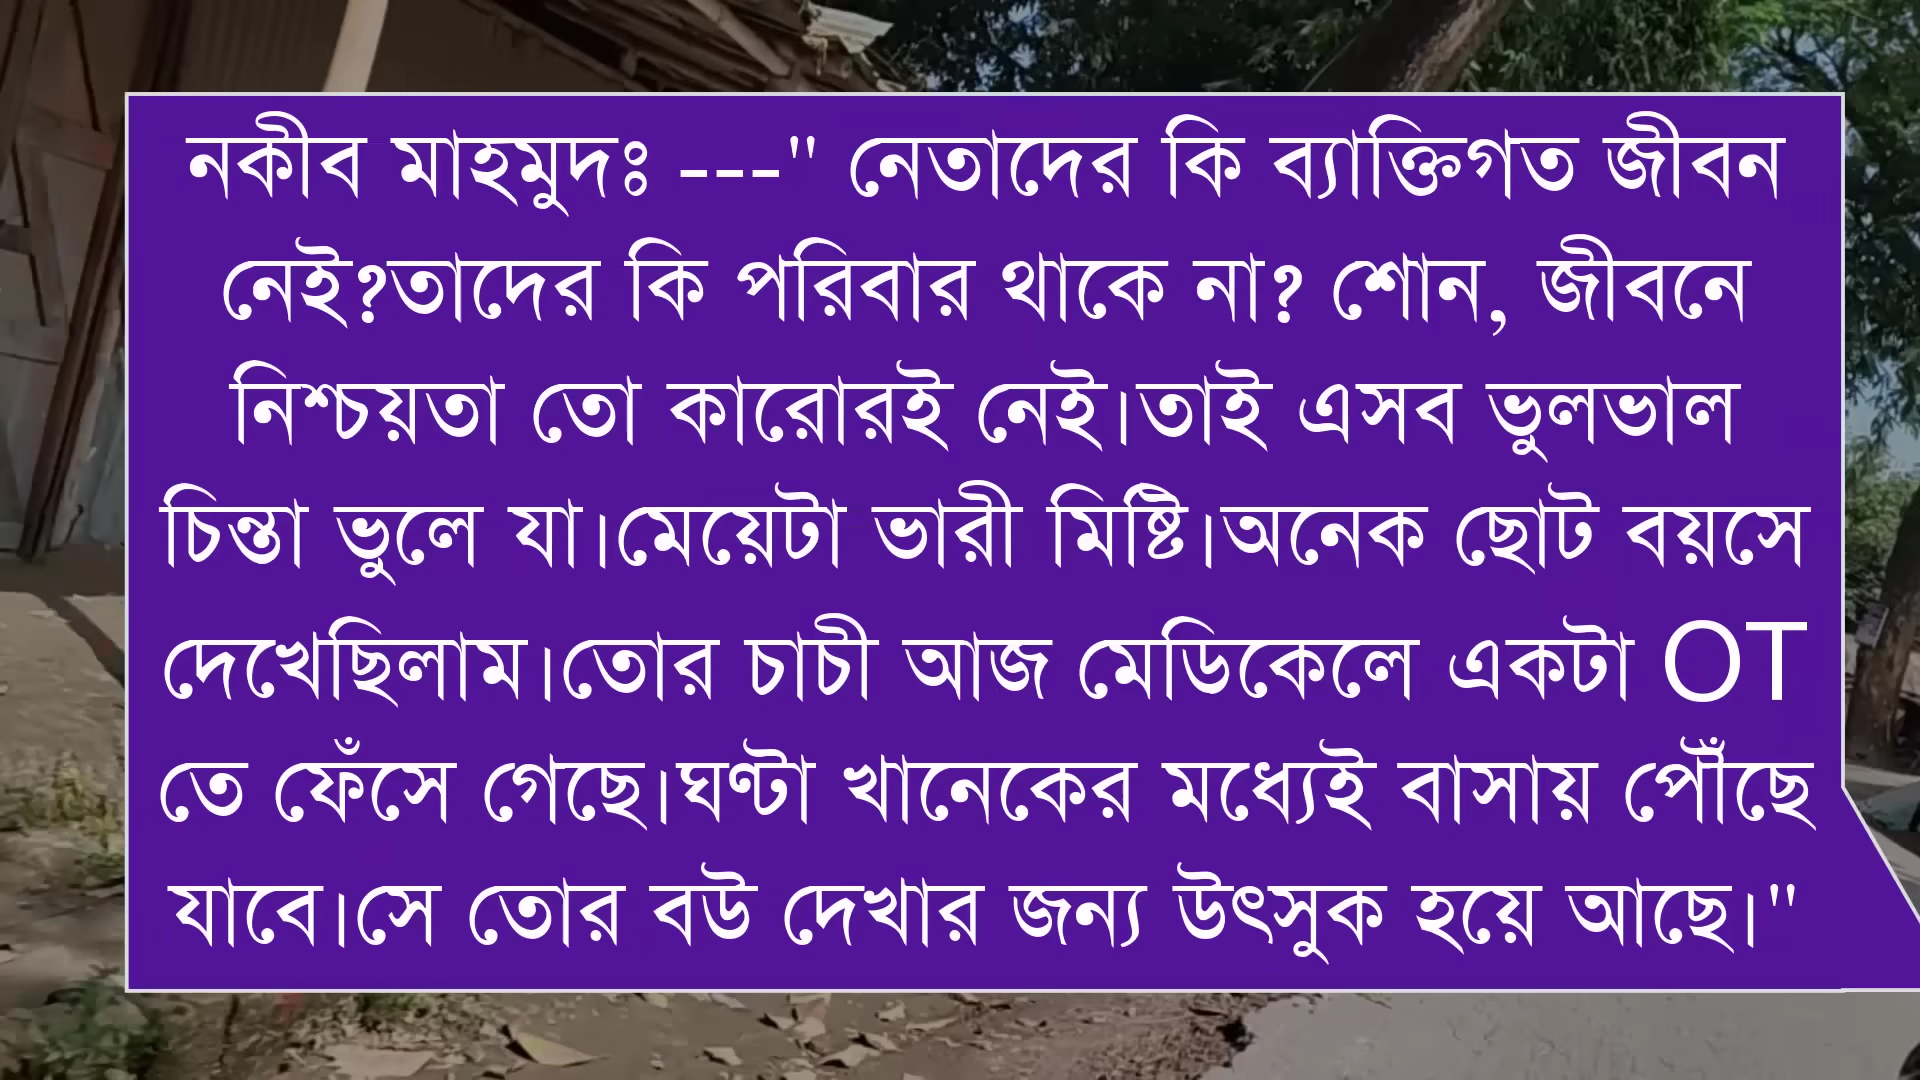 নকীব মাহমুদঃ ---" নেতাদের কি ব্যাক্তিগত জীবন
নেই?তাদের কি পরিবার থাকে না? শোন, জীবনে
নিশ্চয়তা তো কারোরই নেই।তাই এসব ভুলভাল
চিন্তা ভুলে যা।মেয়েটা ভারী মিষ্টি।অনেক ছোট বয়সে
দেখেছিলাম।তোর চাচী আজ মেডিকেলে একটা OT
তে ফেঁসে গেছে।ঘণ্টা খানেকের মধ্যেই বাসায় পৌঁছে
যাবে।সে তোর বউ দেখার জন্য উৎসুক হয়ে আছে।"